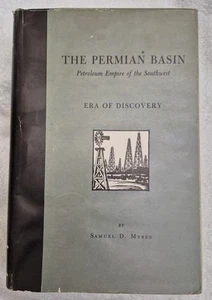 THE PERMIAN BASIN
Petroleum Empire of the Southwest
ERA OF DISCOVERY
BY
SAMUEL D. MYRES